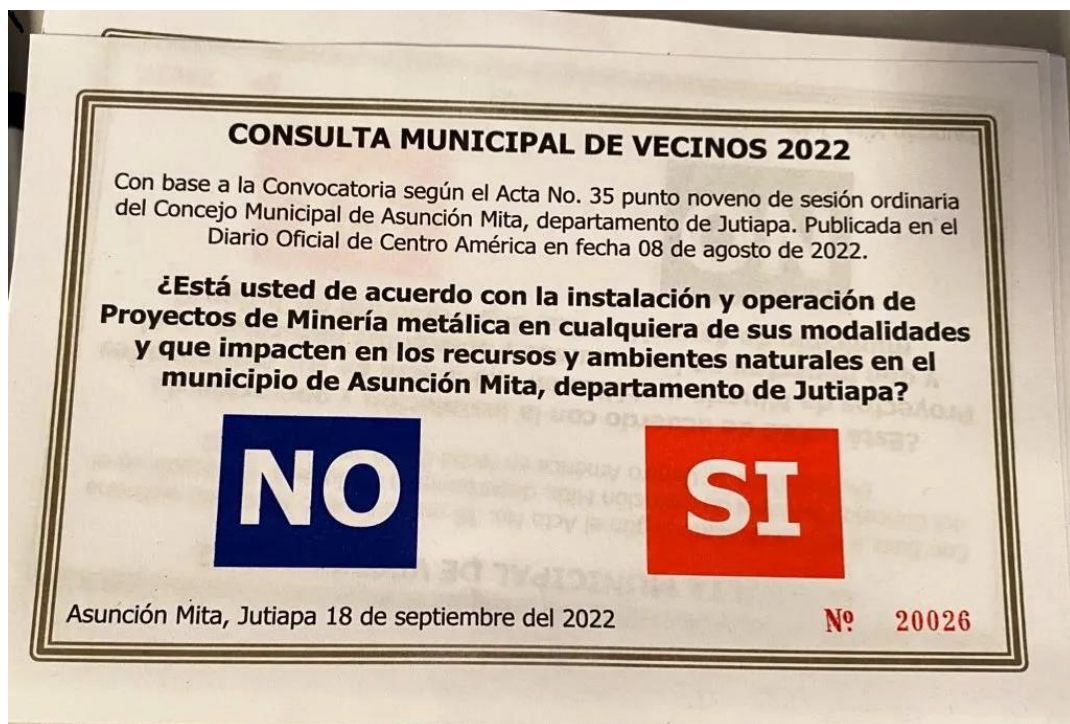 CONSULTA MUNICIPAL DE VECINOS 2022
Con base a la Convocatoria según el Acta No. 35 punto noveno de sesión ordinaria
del Concejo Municipal de Asunción Mita, departamento de Jutiapa. Publicada en el
Diario Oficial de Centro América en fecha 08 de agosto de 2022.
¿Está usted de acuerdo con la instalación y operación de
Proyectos de Minería metálica en cualquiera de sus modalidades
y que impacten en los recursos y ambientes naturales en el
municipio de Asunción Mita, departamento de Jutiapa?
NO SI
Asunción Mita, Jutiapa 18 de septiembre del 2022 Nº 20026